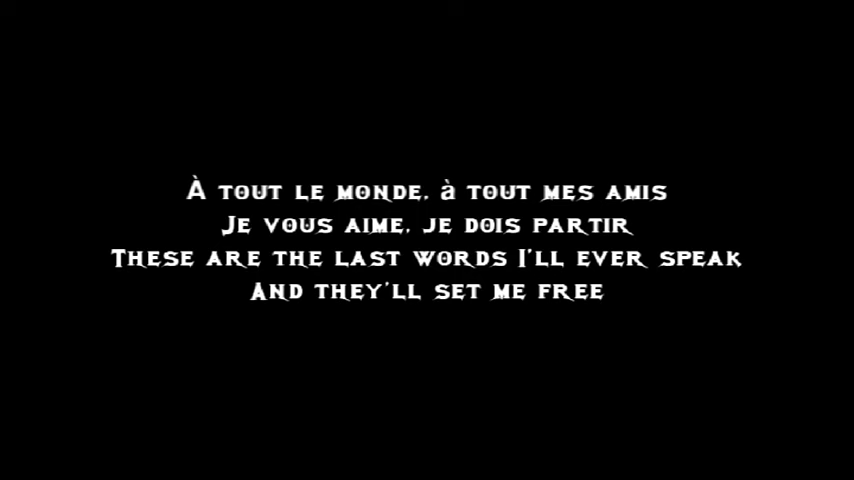 À tout le monde, à tout mes amis
Je vous aime, je dois partir
These are the last words I'll ever speak
And they'll set me free